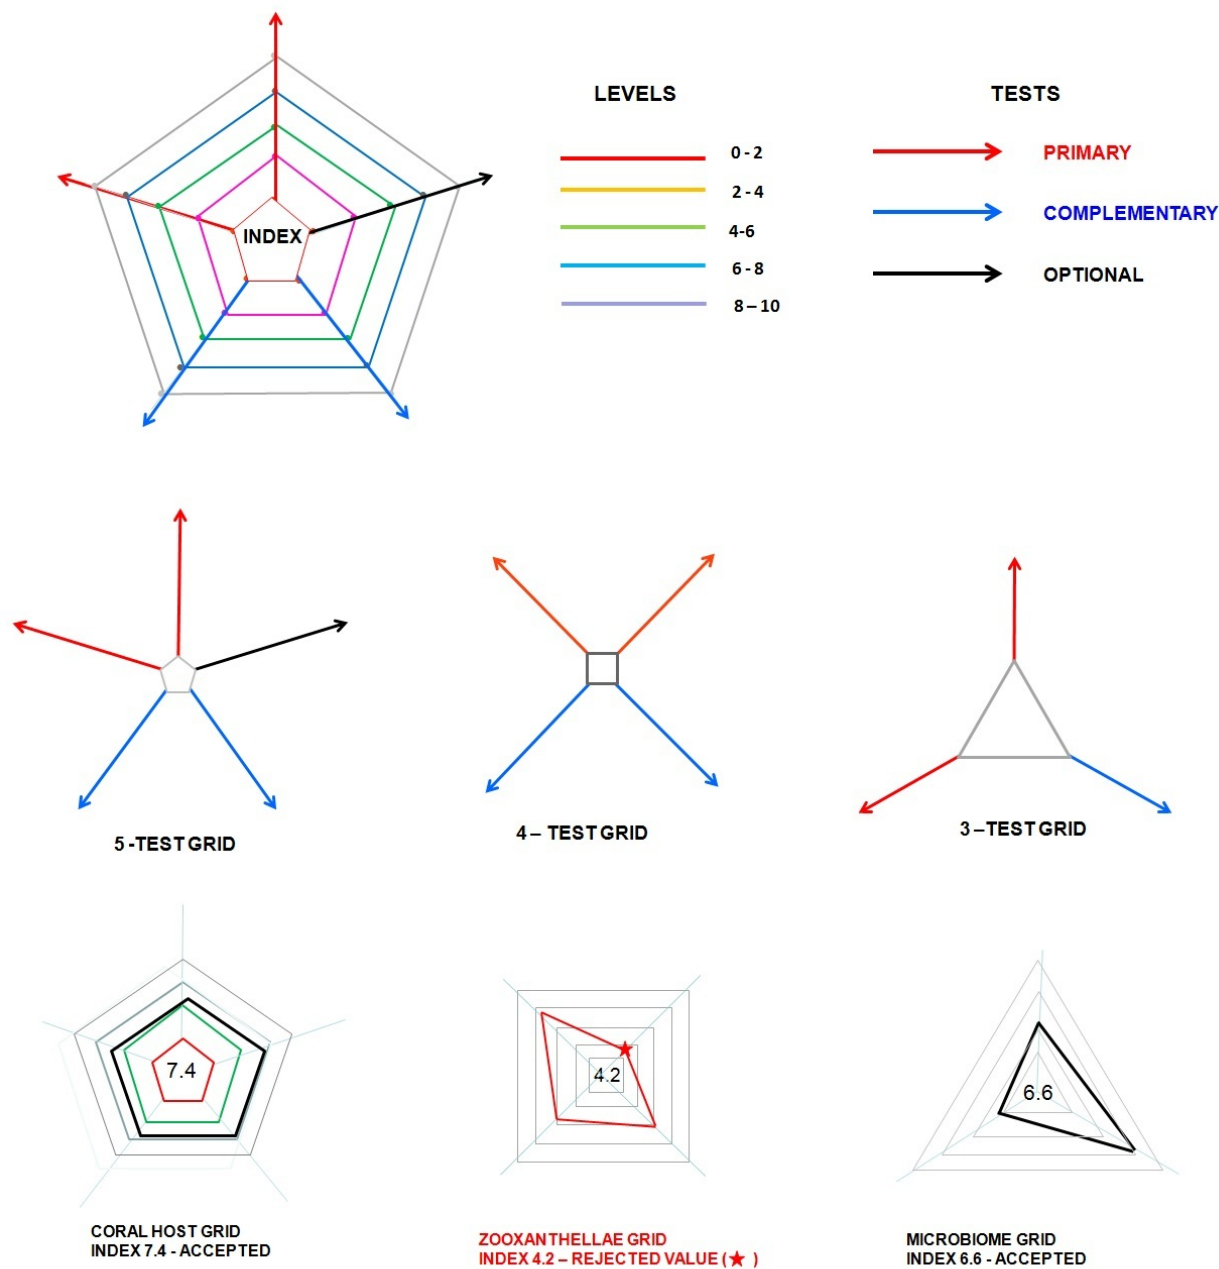 LEVELS
TESTS
0 - 2
2 - 4
4-6
6 - 8
8 – 10
PRIMARY
COMPLEMENTARY
OPTIONAL
INDEX
5 -TEST GRID
4 – TEST GRID
3 –TEST GRID
7.4
4.2
6.6
CORAL HOST GRID
INDEX 7.4 - ACCEPTED
ZOOXANTHELLAE GRID
INDEX 4.2 – REJECTED VALUE (★ )
MICROBIOME GRID
INDEX 6.6 - ACCEPTED